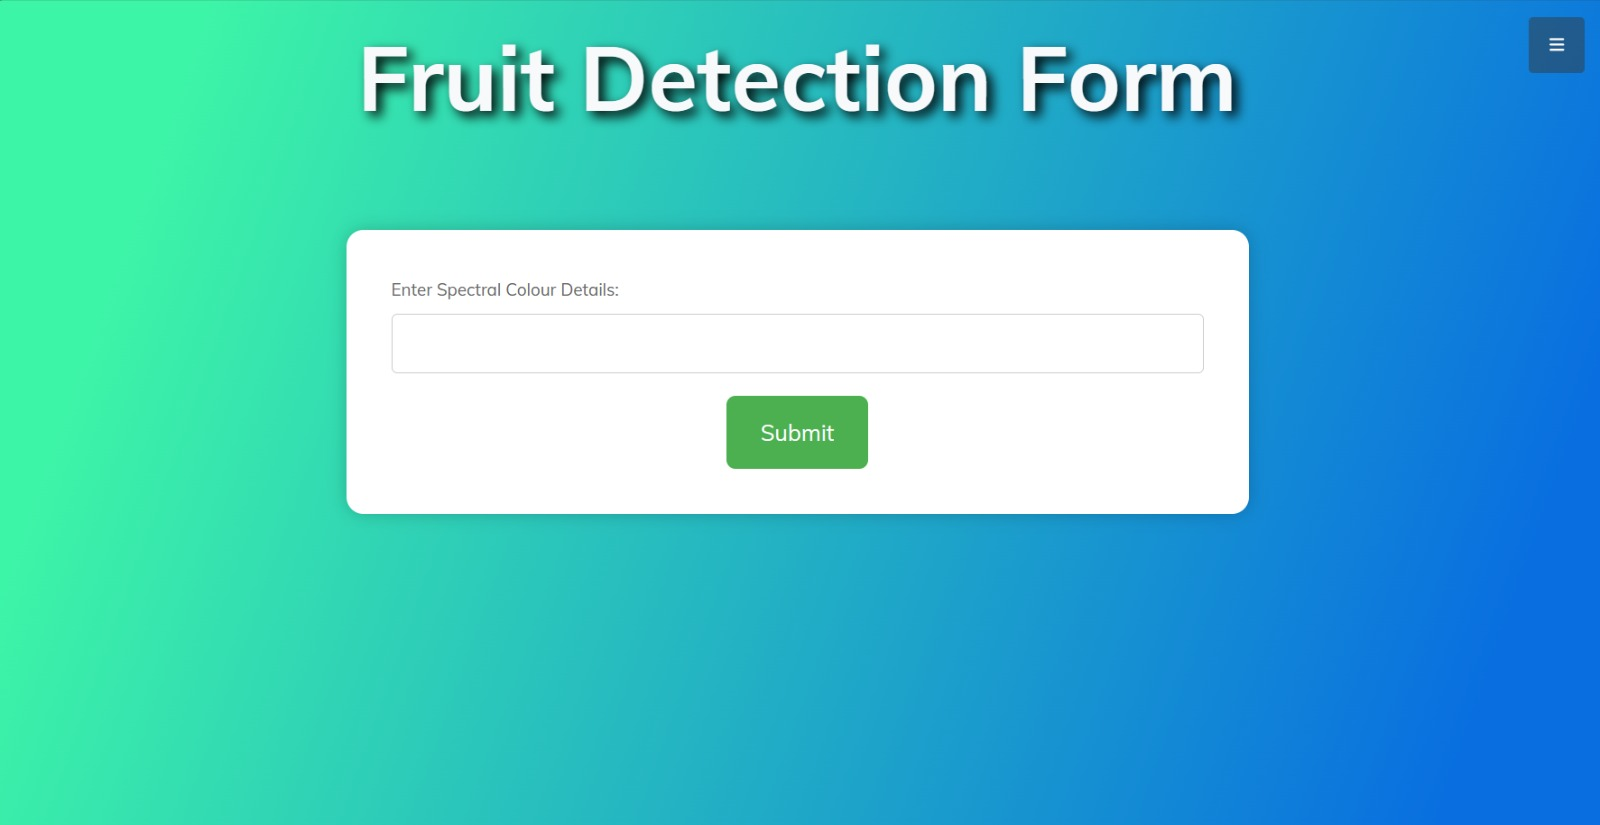 Fruit Detection Form
Enter Spectral Colour Details:
Submit